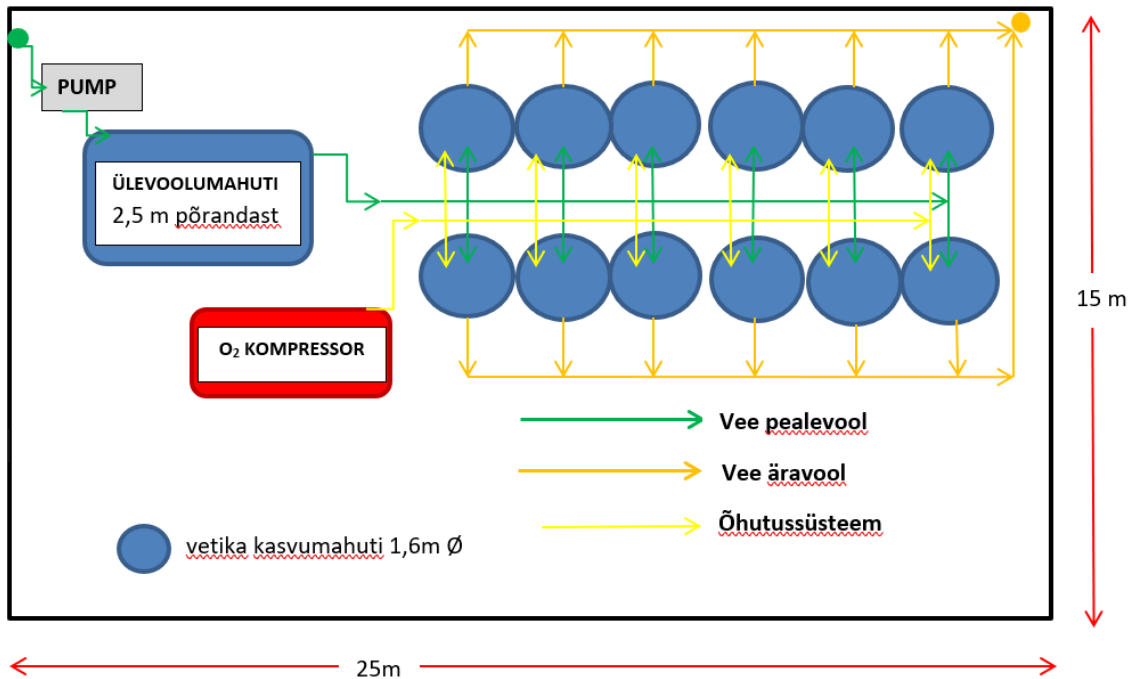 PUMP
ÜLEVOOLUMAHUTI
2,5 m põrandast
O₂ KOMPRESSOR
15 m
Vee pealevool
Vee äravool
Õhutussüsteem
vetika kasvumahuti 1,6m Ø
25m